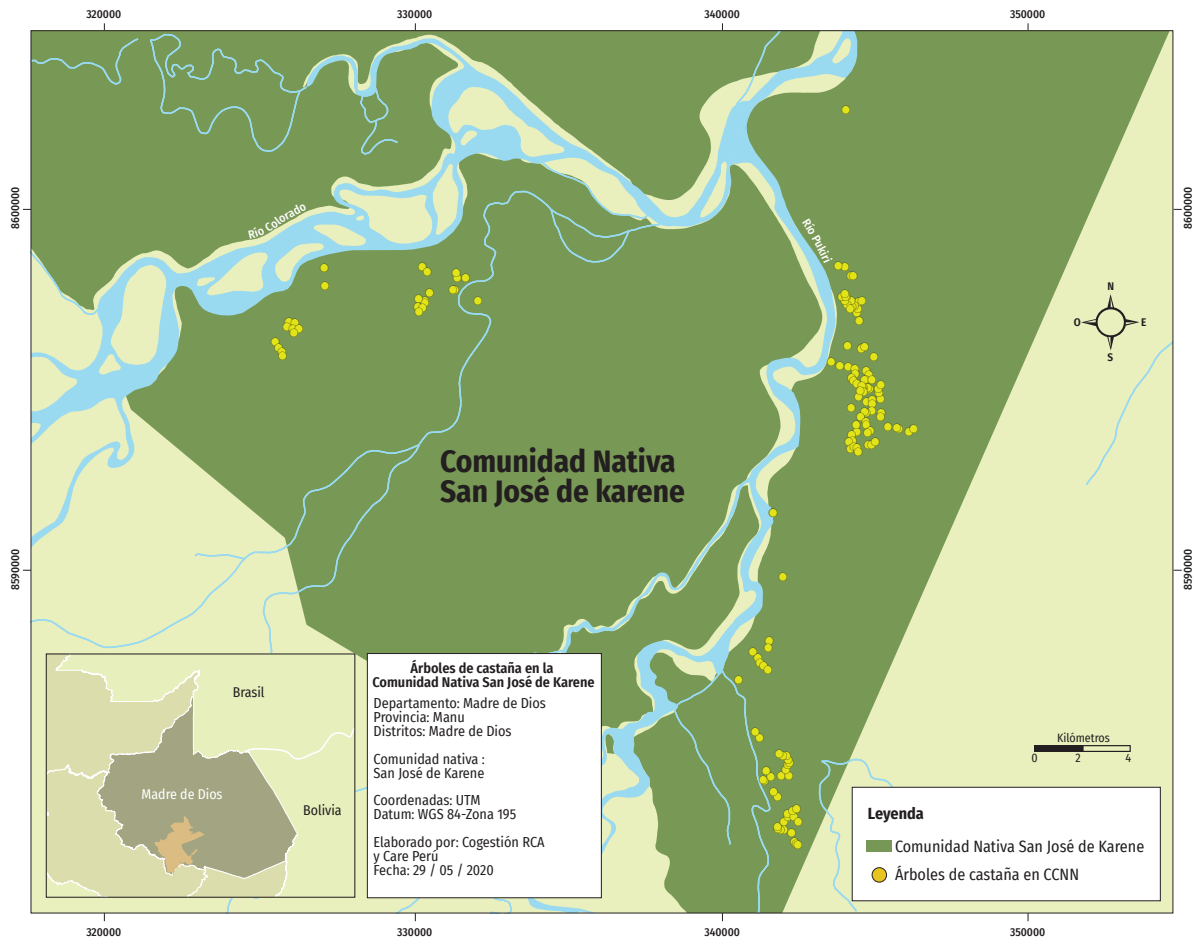 320000
330000
340000
350000
8600000
8600000
Río Colorado
Río Pukiri
N
O
E
S
Comunidad Nativa
San José de karene
8590000
8590000
Brasil
Madre de Dios
Bolivia
Árboles de castaña en la
Comunidad Nativa San José de Karene
Departamento: Madre de Dios
Provincia: Manu
Distritos: Madre de Dios
Comunidad nativa :
San José de Karene
Coordenadas: UTM
Datum: WGS 84-Zona 195
Elaborado por: Cogestión RCA
y Care Perú
Fecha: 29 / 05 / 2020
Kilómetros
0 2 4
Leyenda
Comunidad Nativa San José de Karene
Árboles de castaña en CCNN
320000
330000
340000
350000